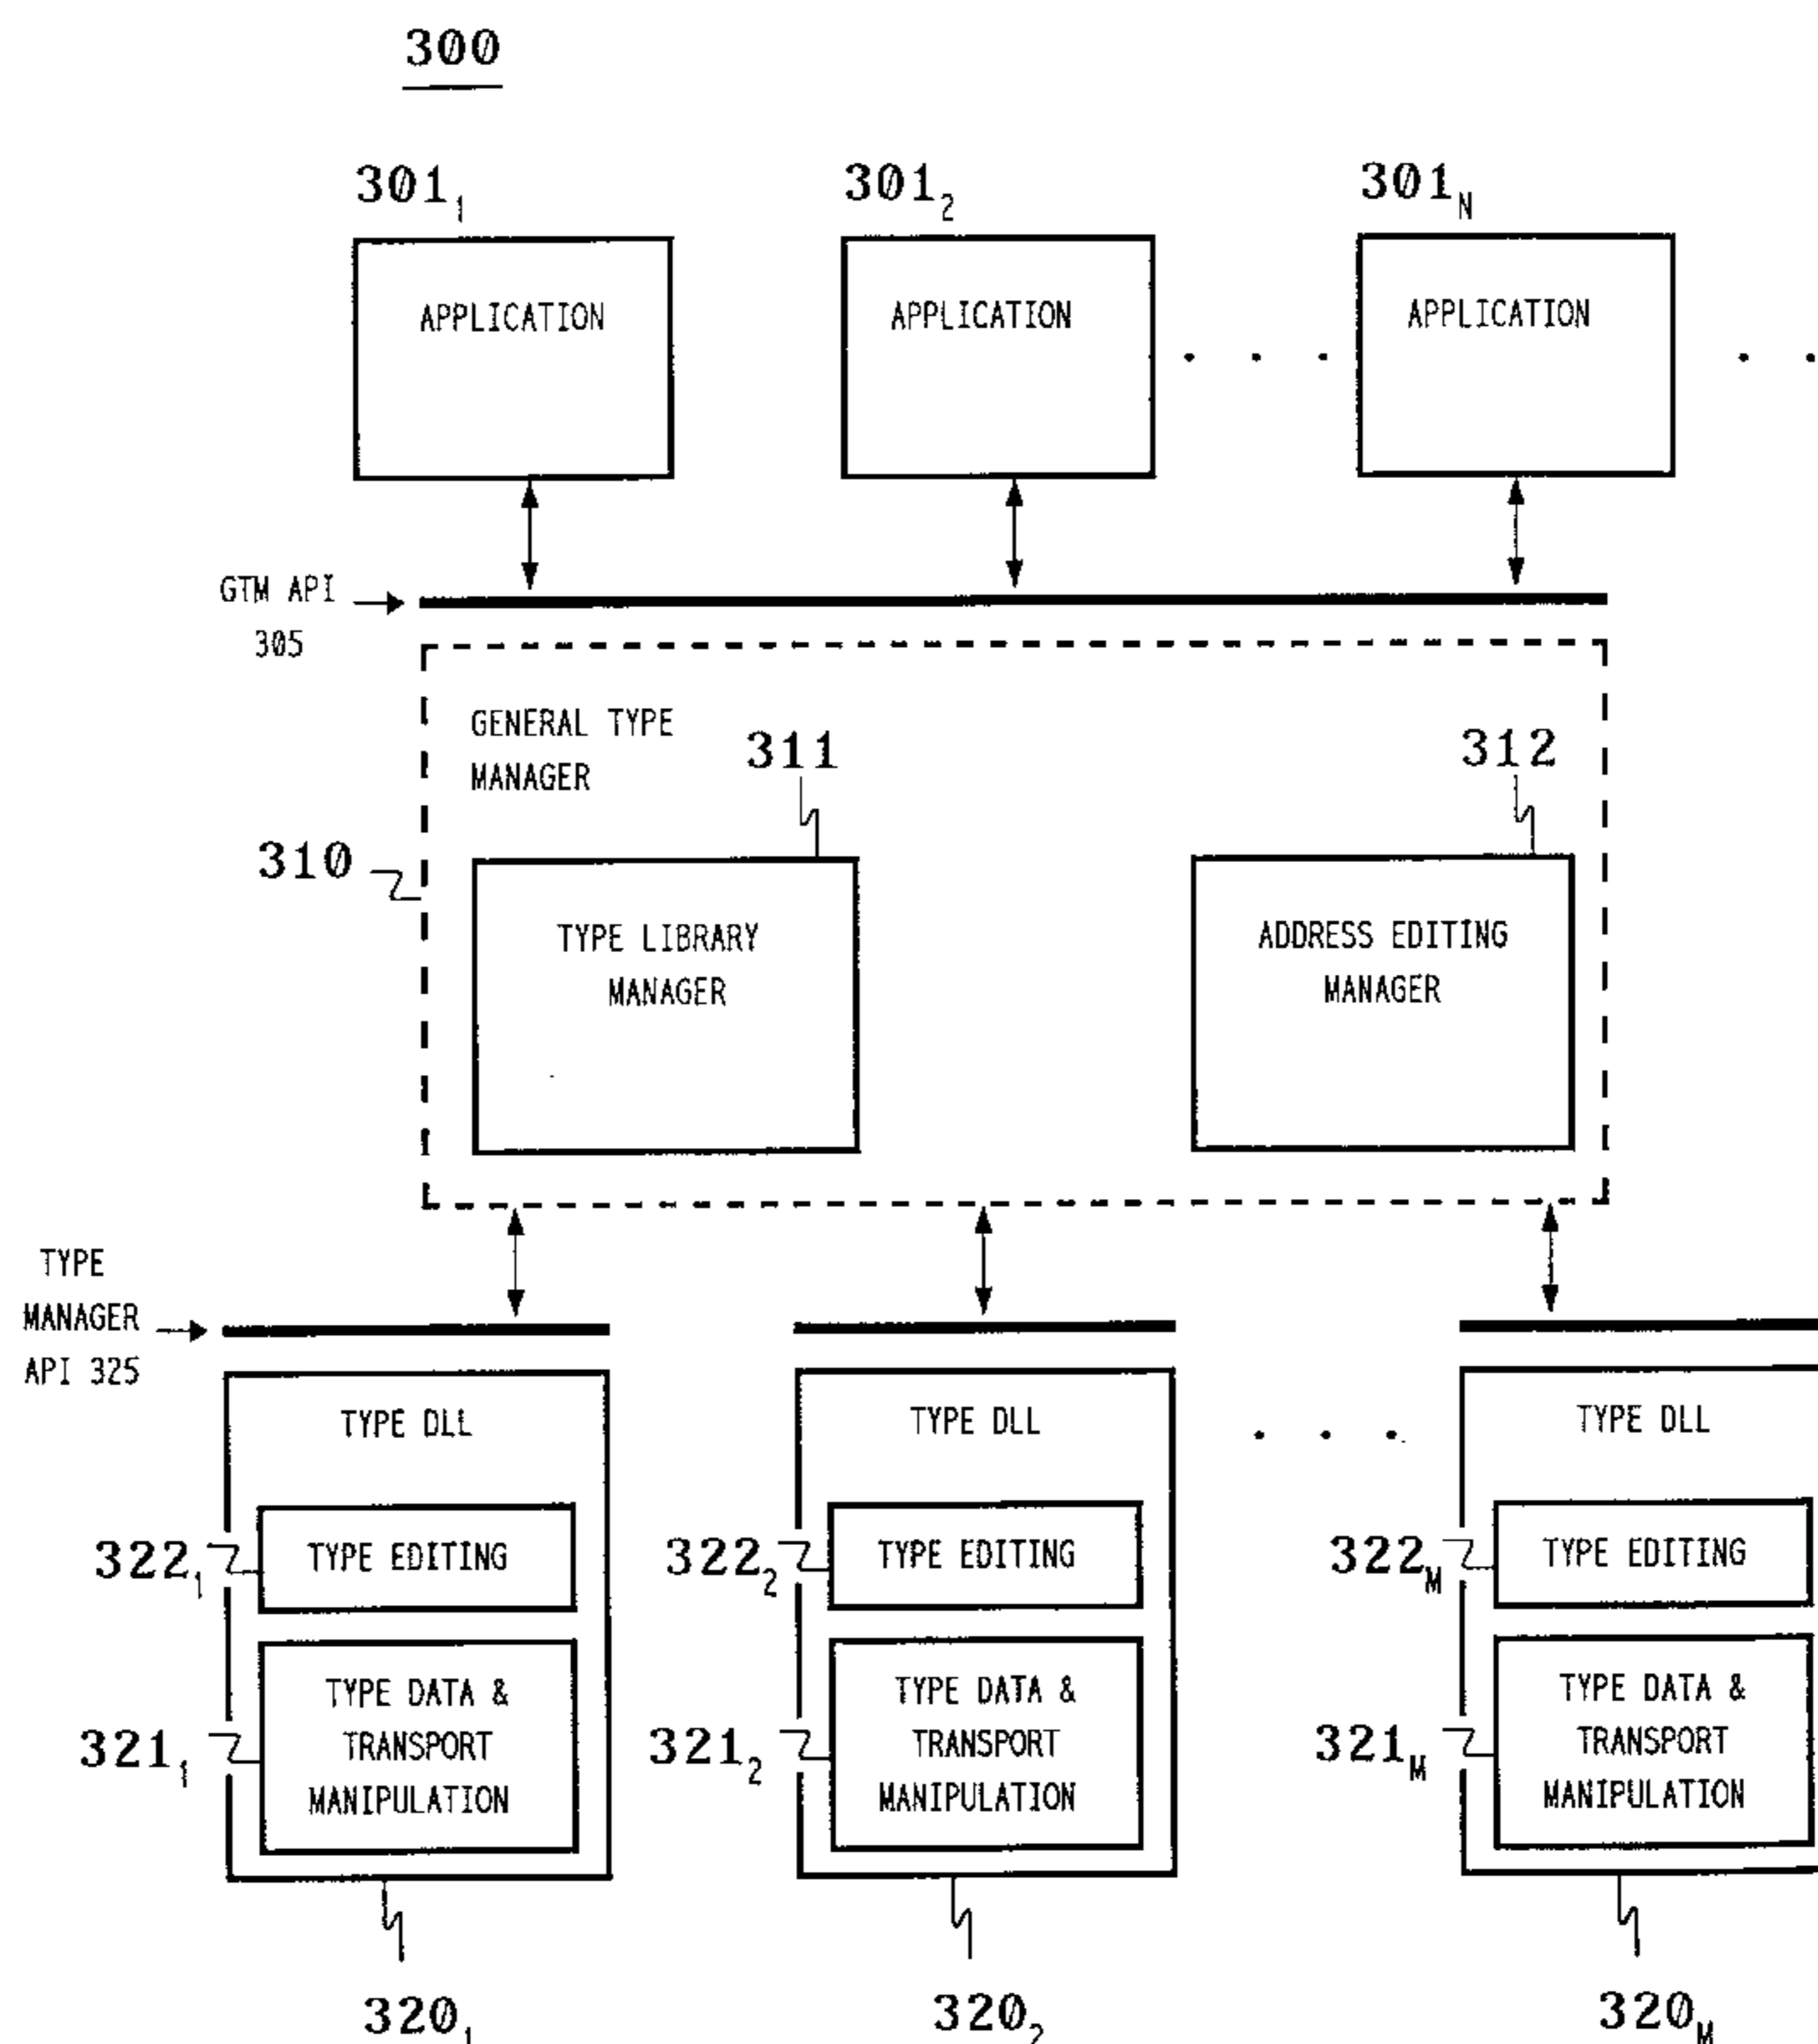 300
301₁ 301₂ 301ₙ
APPLICATION APPLICATION APPLICATION
. . . . .
GTM API
305
GENERAL TYPE
MANAGER
311 312
310
TYPE LIBRARY
MANAGER
ADDRESS EDITING
MANAGER
TYPE
MANAGER
API 325
TYPE DLL TYPE DLL . . . TYPE DLL
322₁ TYPE EDITING 322₂ TYPE EDITING 322M TYPE EDITING
TYPE DATA & TYPE DATA & TYPE DATA &
321₁ TRANSPORT 321₂ TRANSPORT 321M TRANSPORT
MANIPULATION MANIPULATION MANIPULATION
320₁ 320₂ 320M